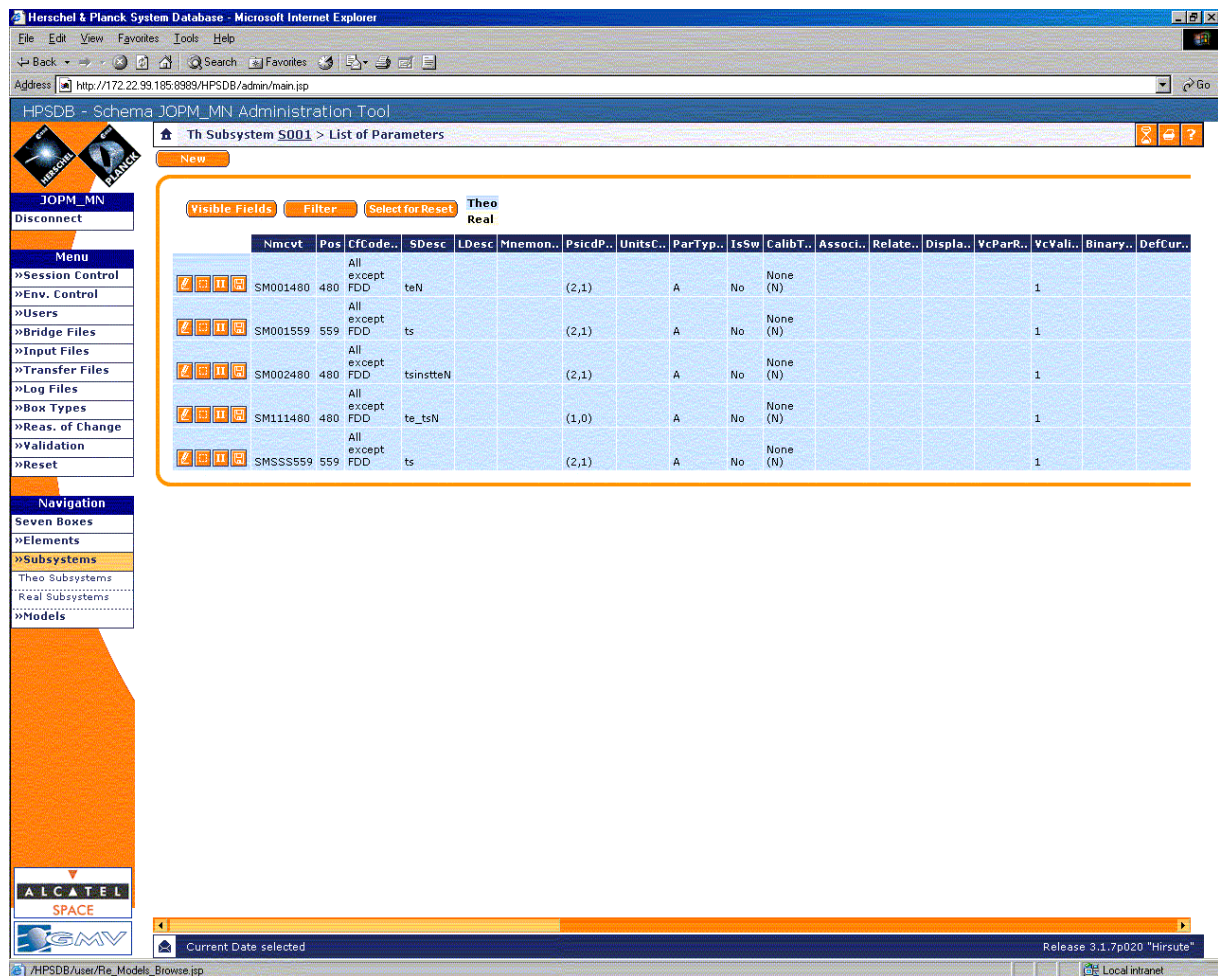 Herschel & Planck System Database - Microsoft Internet Explorer
File Edit View Favorites Tools Help
Back Search Favorites
Address http://172.22.99.185:8989/HPSDB/admin/main.jsp Go
HPSDB - Schema JOPM_MN Administration Tool
HERSCHEL PLANCK
Th Subsystem S001 > List of Parameters
?
New
JOPM_MN
Disconnect
Menu
»Session Control
»Env. Control
»Users
»Bridge Files
»Input Files
»Transfer Files
»Log Files
»Box Types
»Reas. of Change
»Validation
»Reset
Navigation
Seven Boxes
»Elements
»Subsystems
Theo Subsystems
Real Subsystems
»Models
Visible Fields Filter Select for Reset Theo
Real
Nmcvt Pos CfCode.. SDesc LDesc Mnemon.. PsicdP.. UnitsC.. ParTyp.. IsSw CalibT.. Associ.. Relate.. Displa.. VcParR.. VcVali.. Binary.. DefCur..
SM001480 480 All except FDD teN (2,1) A No None (N) 1
SM001559 559 All except FDD ts (2,1) A No None (N) 1
SM002480 480 All except FDD tsinstteN (2,1) A No None (N) 1
SM111480 480 All except FDD te_tsN (1,0) A No None (N) 1
SMSSS559 559 All except FDD ts (2,1) A No None (N) 1
ALCATEL
SPACE
GMV
Current Date selected Release 3.1.7p020 "Hirsute"
/HPSDB/user/Re_Models_Browse.jsp Local intranet